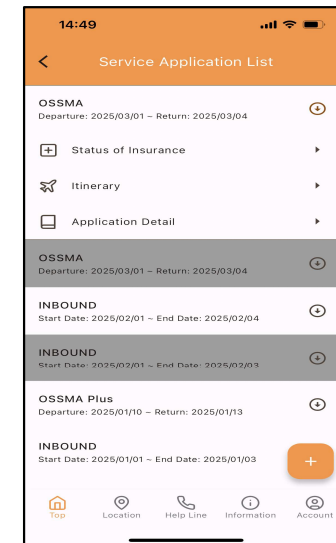 14:49
Service Application List
OSSMA
Departure: 2025/03/01 ~ Return: 2025/03/04
Status of Insurance
Itinerary
Application Detail
OSSMA
Departure: 2025/03/01 ~ Return: 2025/03/04
INBOUND
Start Date: 2025/02/01 ~ End Date: 2025/02/04
INBOUND
Start Date: 2025/02/01 ~ End Date: 2025/02/03
OSSMA Plus
Departure: 2025/01/10 ~ Return: 2025/01/13
INBOUND
Start Date: 2025/01/01 ~ End Date: 2025/01/03
+
Top Location Help Line Information Account